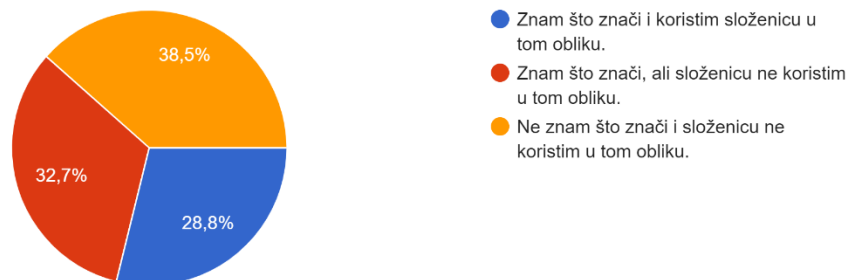 38,5%
32,7%
28,8%
Znam što znači i koristim složenicu u
tom obliku.
Znam što znači, ali složenicu ne koristim
u tom obliku.
Ne znam što znači i složenicu ne
koristim u tom obliku.